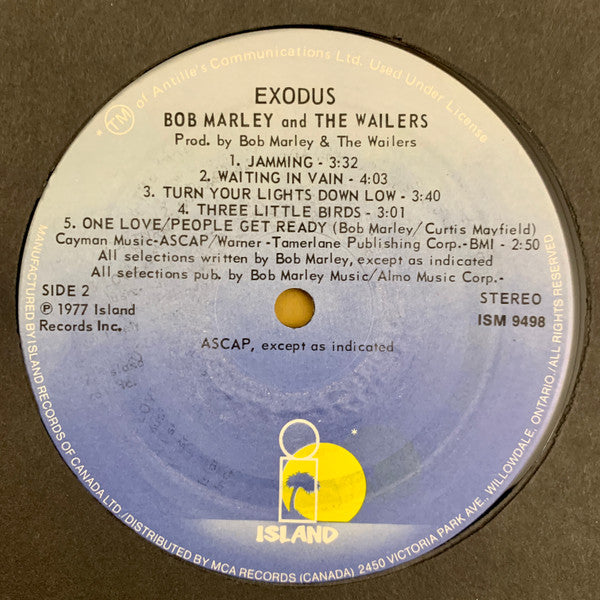 * TM of Antille's Communications Ltd. Used Under License
EXODUS
BOB MARLEY and THE WAILERS
Prod. by Bob Marley & The Wailers
1. JAMMING - 3:32
2. WAITING IN VAIN - 4:03
3. TURN YOUR LIGHTS DOWN LOW - 3:40
4. THREE LITTLE BIRDS - 3:01
5. ONE LOVE/PEOPLE GET READY (Bob Marley/Curtis Mayfield)
Cayman Music-ASCAP/Warner-Tamerlane Publishing Corp.-BMI - 2:50
All selections written by Bob Marley, except as indicated
All selections pub. by Bob Marley Music/Almo Music Corp.-
SIDE 2
℗ 1977 Island
Records Inc.
STEREO
ISM 9498
ASCAP, except as indicated
*
ISLAND
MANUFACTURED BY ISLAND RECORDS OF CANADA LTD./DISTRIBUTED BY MCA RECORDS (CANADA) 2450 VICTORIA PARK AVE., WILLOWDALE, ONTARIO./ALL RIGHTS RESERVED